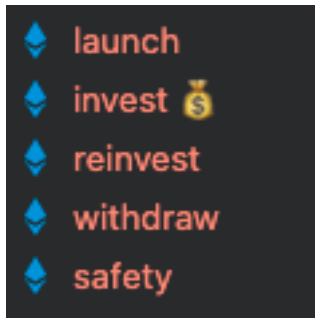 launch
invest 💰
reinvest
withdraw
safety